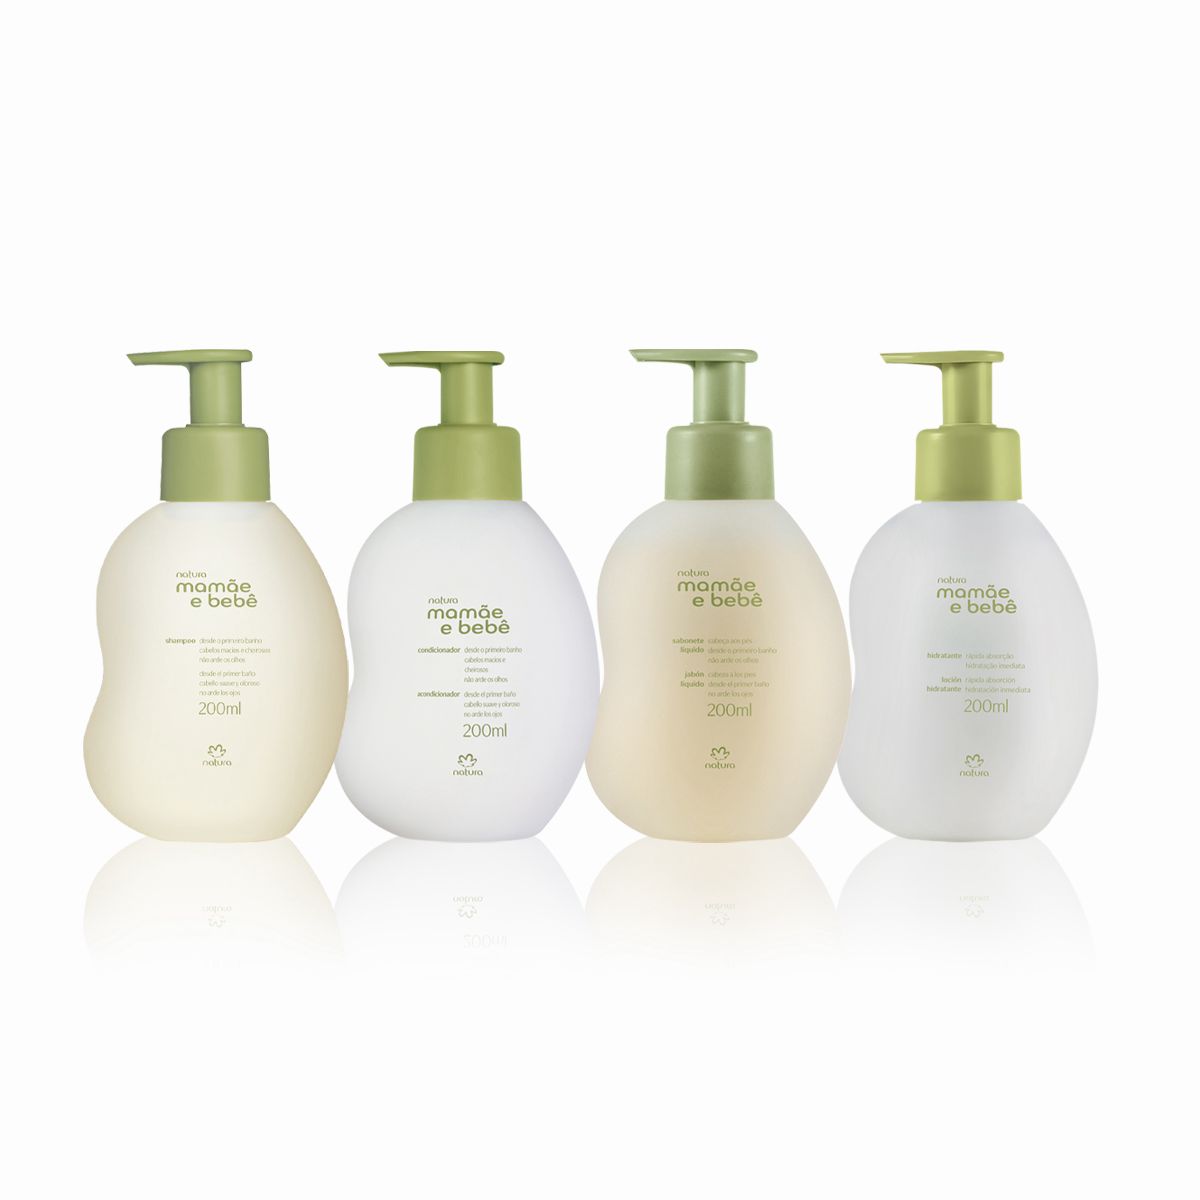 natura
mamãe
e bebê
shampoo desde o primeiro banho
cabelos macios e cheirosos
não arde os olhos
desde el primer baño
cabello suave y oloroso
no arde los ojos
200ml
natura
natura
mamãe
e bebê
condicionador desde o primeiro banho
cabelos macios e
cheirosos
não arde os olhos
acondicionador desde el primer baño
cabello suave y oloroso
no arde los ojos
200ml
natura
natura
mamãe
e bebê
sabonete cabeça aos pés
líquido desde o primeiro banho
não arde os olhos
jabón cabeza a los pies
líquido desde el primer baño
no arde los ojos
200ml
natura
natura
mamãe
e bebê
hidratante rápida absorção
hidratação imediata
loción rápida absorción
hidratante hidratación inmediata
200ml
natura